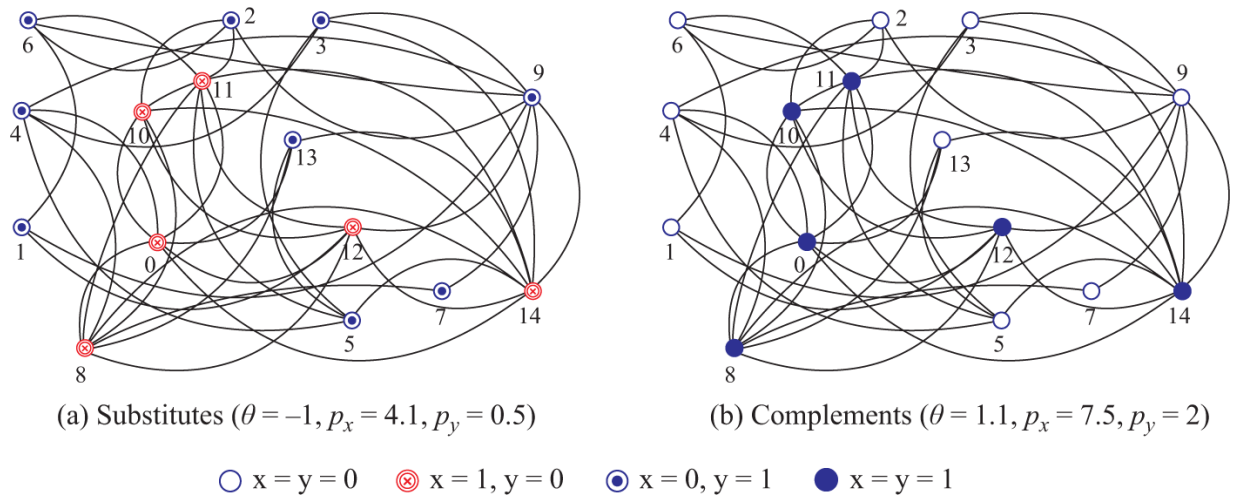 6 2 3 6 2 3
9 9
11 11
4 10 4 10
13 13
1 0 12 1 0 12
7 14 7 14
5 5
8 8
(a) Substitutes (θ = –1, pₓ = 4.1, p_y = 0.5) (b) Complements (θ = 1.1, pₓ = 7.5, p_y = 2)
x = y = 0 x = 1, y = 0 x = 0, y = 1 x = y = 1